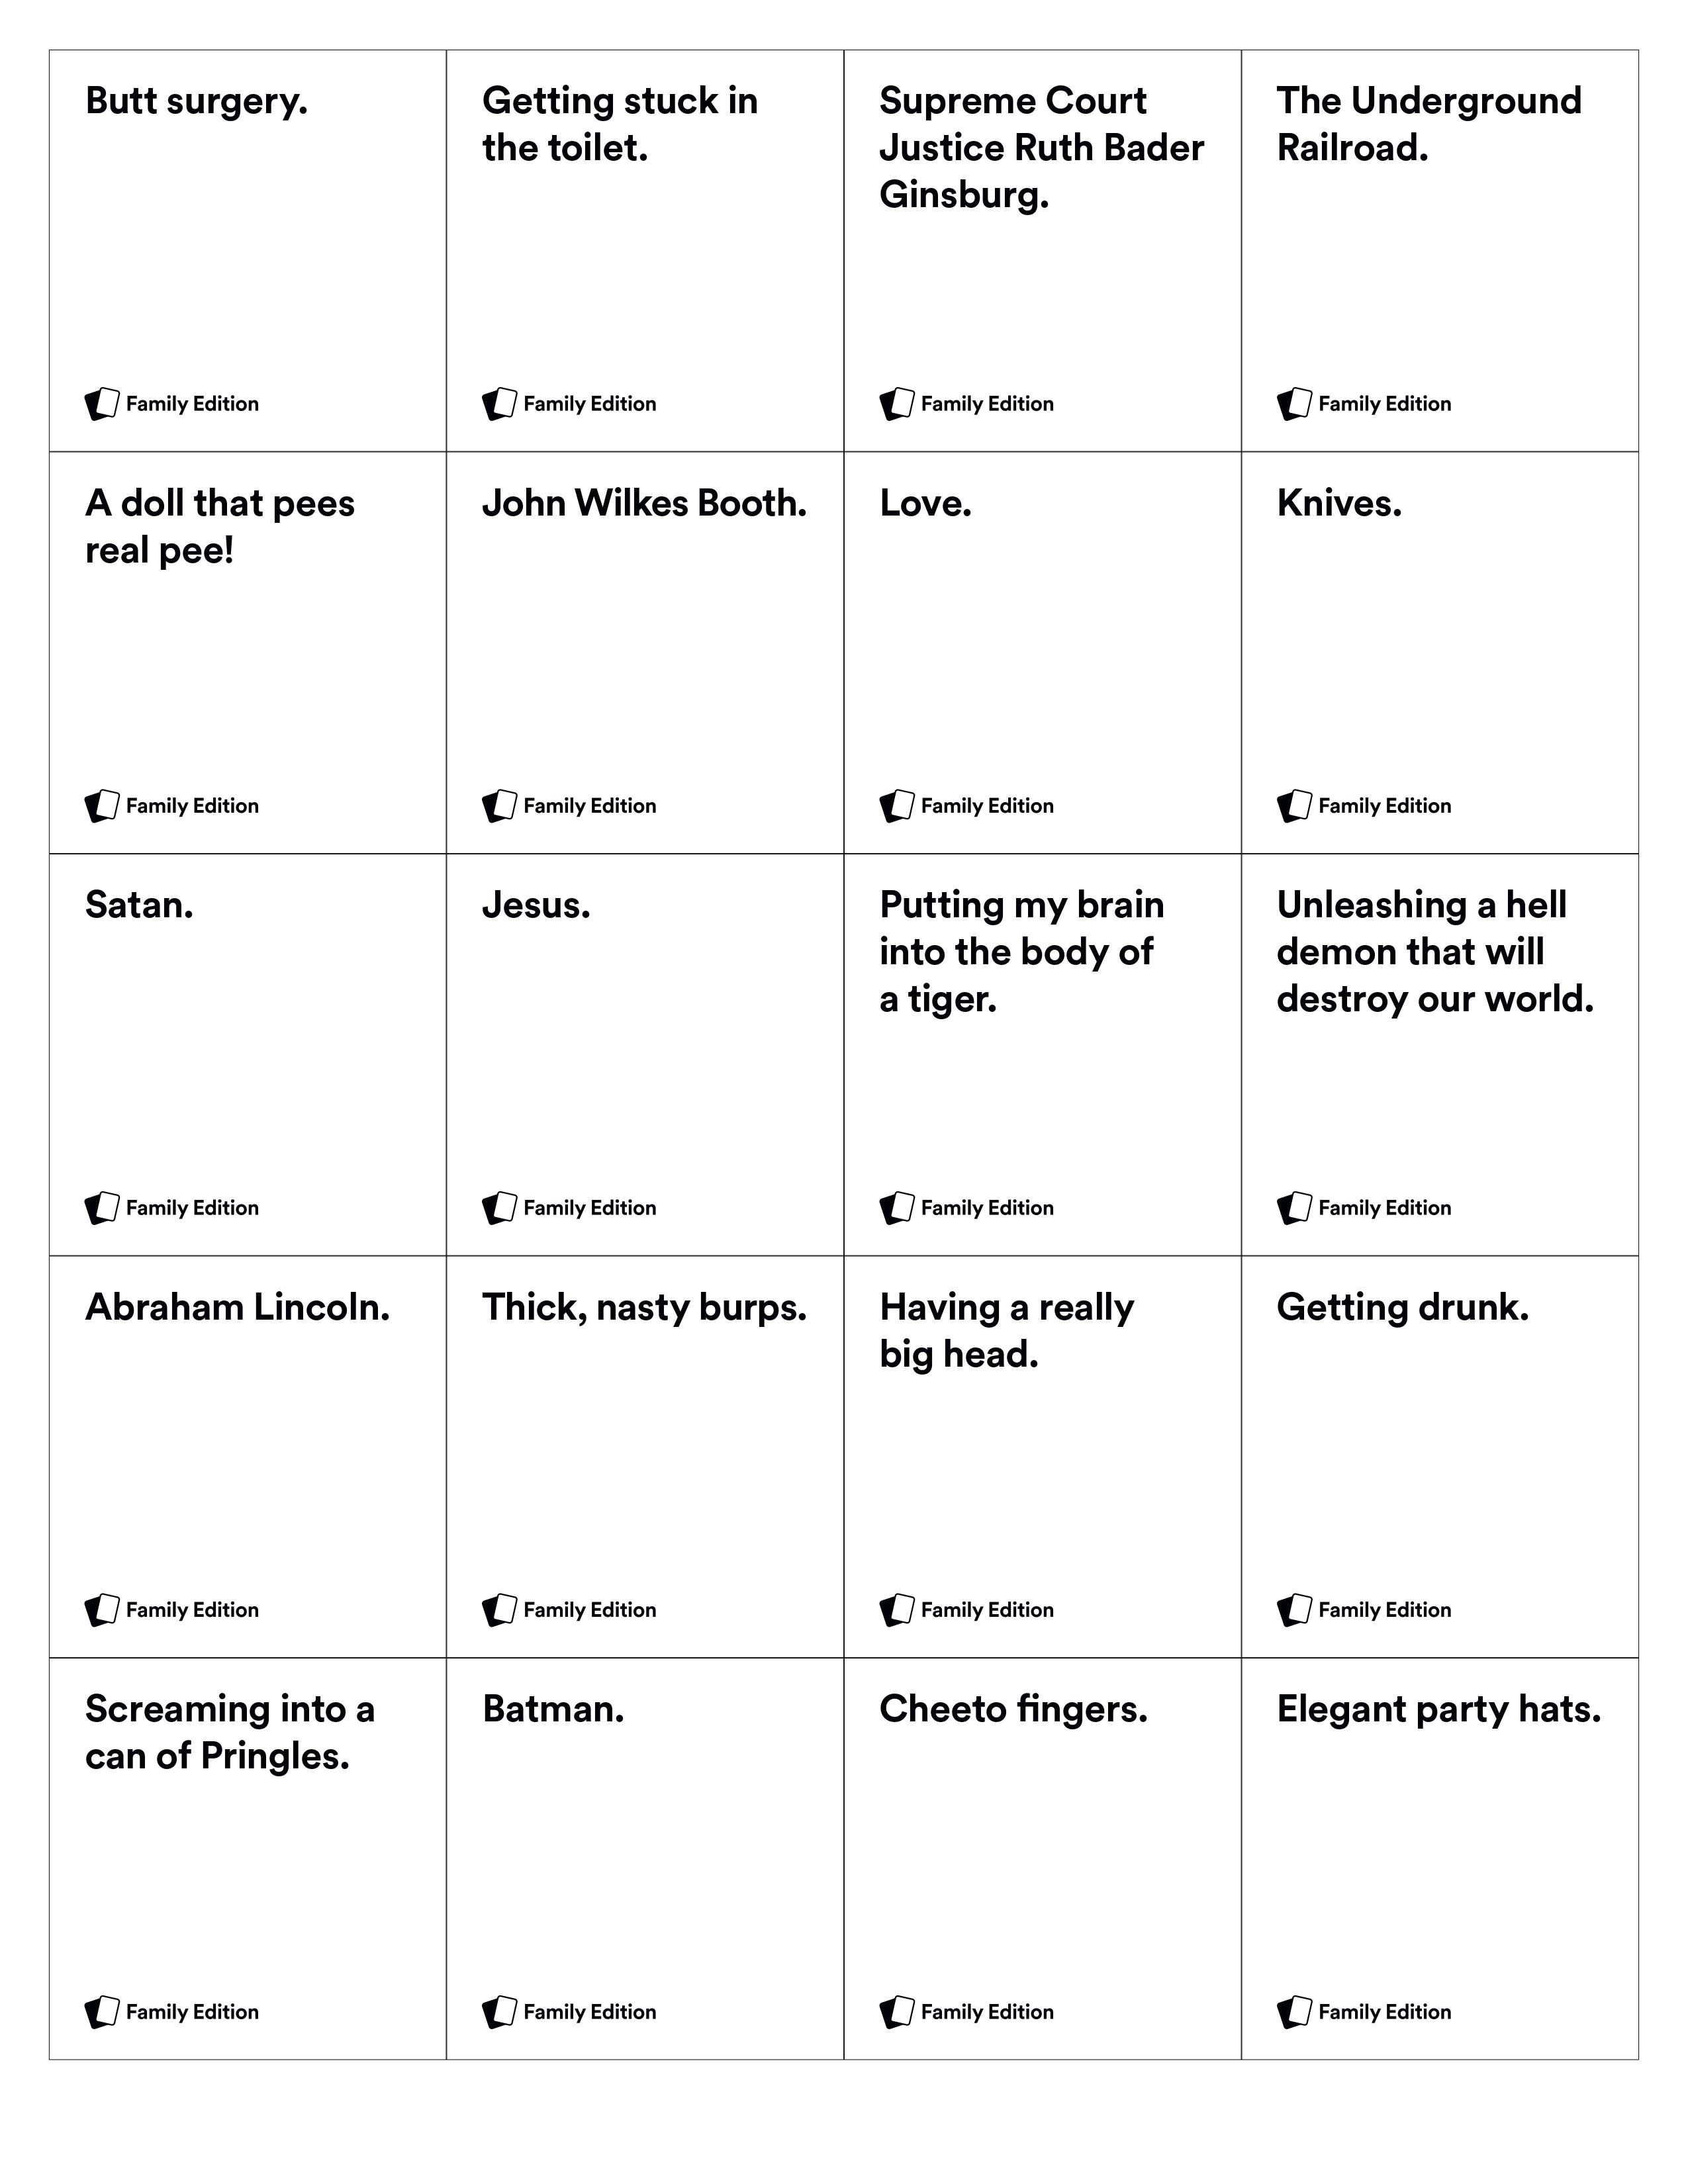 Butt surgery.
Family Edition
Getting stuck in
the toilet.
Family Edition
Supreme Court
Justice Ruth Bader
Ginsburg.
Family Edition
The Underground
Railroad.
Family Edition
A doll that pees
real pee!
Family Edition
John Wilkes Booth.
Family Edition
Love.
Family Edition
Knives.
Family Edition
Satan.
Family Edition
Jesus.
Family Edition
Putting my brain
into the body of
a tiger.
Family Edition
Unleashing a hell
demon that will
destroy our world.
Family Edition
Abraham Lincoln.
Family Edition
Thick, nasty burps.
Family Edition
Having a really
big head.
Family Edition
Getting drunk.
Family Edition
Screaming into a
can of Pringles.
Family Edition
Batman.
Family Edition
Cheeto fingers.
Family Edition
Elegant party hats.
Family Edition